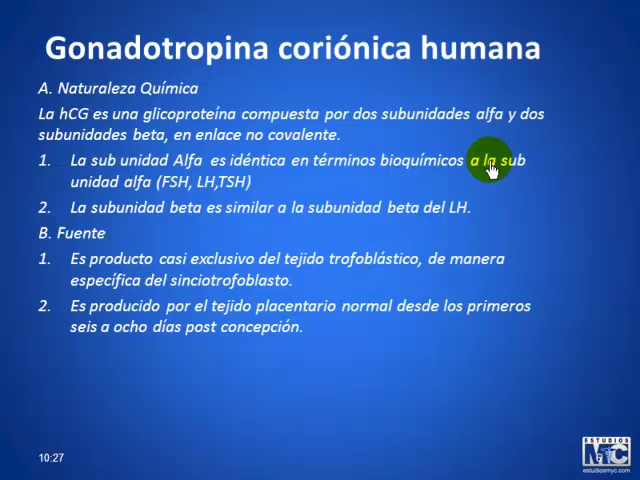 Gonadotropina coriónica humana
A. Naturaleza Química
La hCG es una glicoproteína compuesta por dos subunidades alfa y dos
subunidades beta, en enlace no covalente.
1. La sub unidad Alfa es idéntica en términos bioquímicos a la sub
unidad alfa (FSH, LH,TSH)
2. La subunidad beta es similar a la subunidad beta del LH.
B. Fuente
1. Es producto casi exclusivo del tejido trofoblástico, de manera
específica del sinciotrofoblasto.
2. Es producido por el tejido placentario normal desde los primeros
seis a ocho días post concepción.
10:27
ESTUDIOS
MyC
estudiosmyc.com